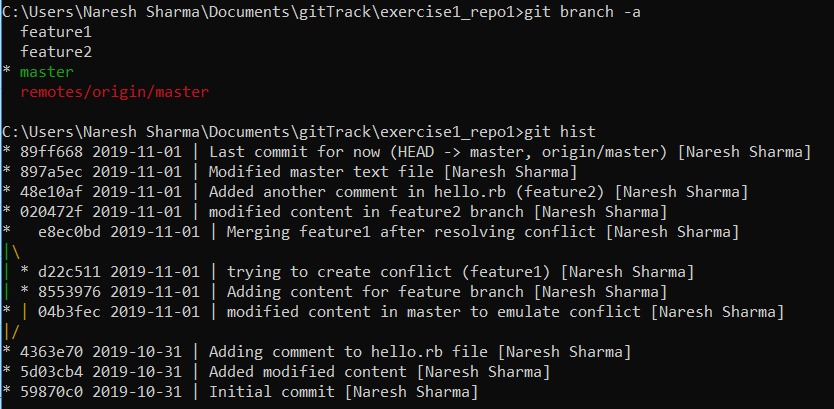 C:\Users\Naresh Sharma\Documents\gitTrack\exercise1_repo1>git branch -a
  feature1
  feature2
* master
  remotes/origin/master

C:\Users\Naresh Sharma\Documents\gitTrack\exercise1_repo1>git hist
* 89ff668 2019-11-01 | Last commit for now (HEAD -> master, origin/master) [Naresh Sharma]
* 897a5ec 2019-11-01 | Modified master text file [Naresh Sharma]
* 48e10af 2019-11-01 | Added another comment in hello.rb (feature2) [Naresh Sharma]
* 020472f 2019-11-01 | modified content in feature2 branch [Naresh Sharma]
*   e8ec0bd 2019-11-01 | Merging feature1 after resolving conflict [Naresh Sharma]
|\
| * d22c511 2019-11-01 | trying to create conflict (feature1) [Naresh Sharma]
| * 8553976 2019-11-01 | Adding content for feature branch [Naresh Sharma]
* | 04b3fec 2019-11-01 | modified content in master to emulate conflict [Naresh Sharma]
|/
* 4363e70 2019-10-31 | Adding comment to hello.rb file [Naresh Sharma]
* 5d03cb4 2019-10-31 | Added modified content [Naresh Sharma]
* 59870c0 2019-10-31 | Initial commit [Naresh Sharma]